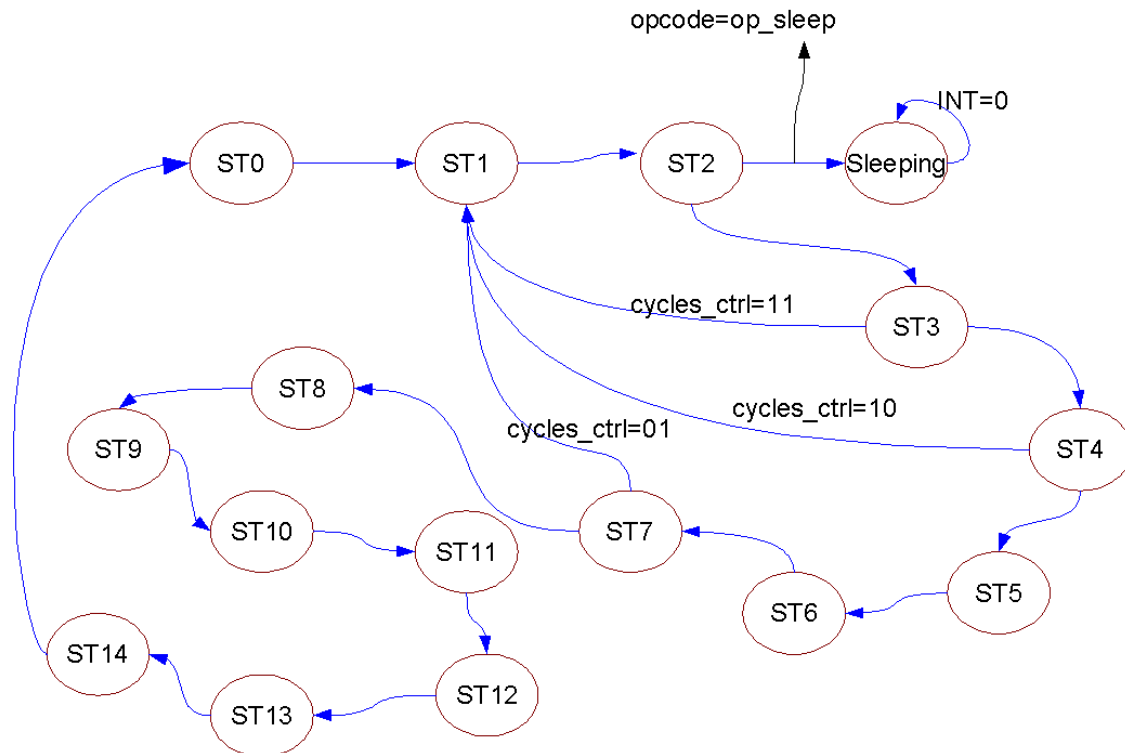 opcode=op_sleep
INT=0
ST0
ST1
ST2
Sleeping
cycles_ctrl=11
ST3
ST8
cycles_ctrl=10
cycles_ctrl=01
ST9
ST4
ST10
ST11
ST7
ST5
ST6
ST14
ST12
ST13